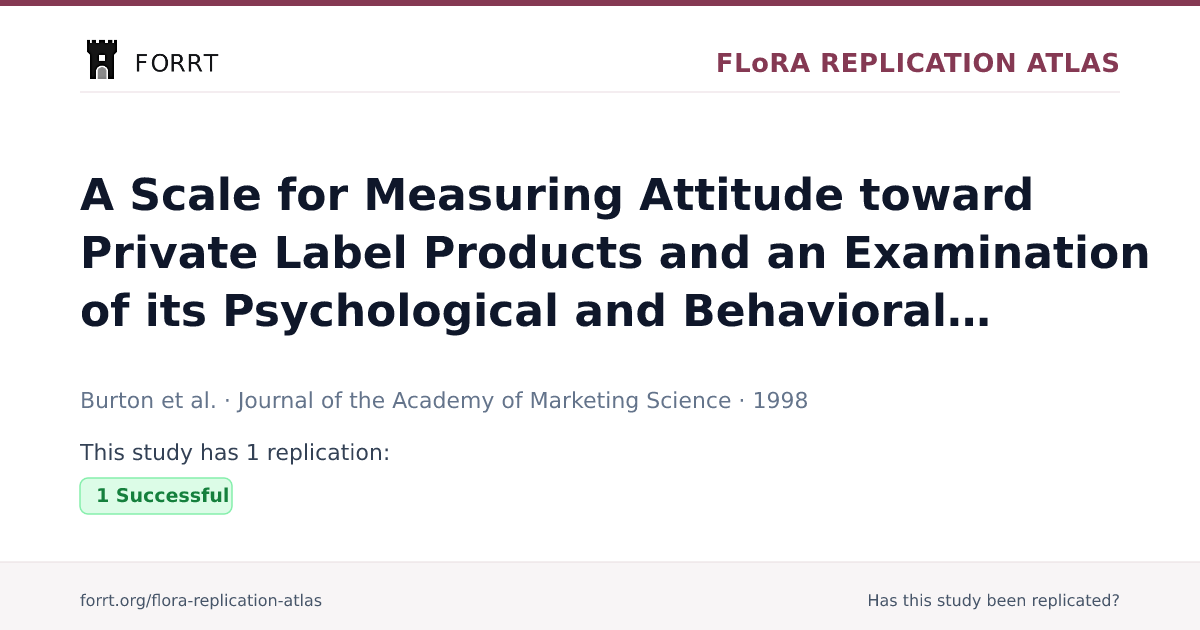 FORRT
FLoRA REPLICATION ATLAS
A Scale for Measuring Attitude toward
Private Label Products and an Examination
of its Psychological and Behavioral…
Burton et al. · Journal of the Academy of Marketing Science · 1998
This study has 1 replication:
1 Successful
forrt.org/flora-replication-atlas
Has this study been replicated?